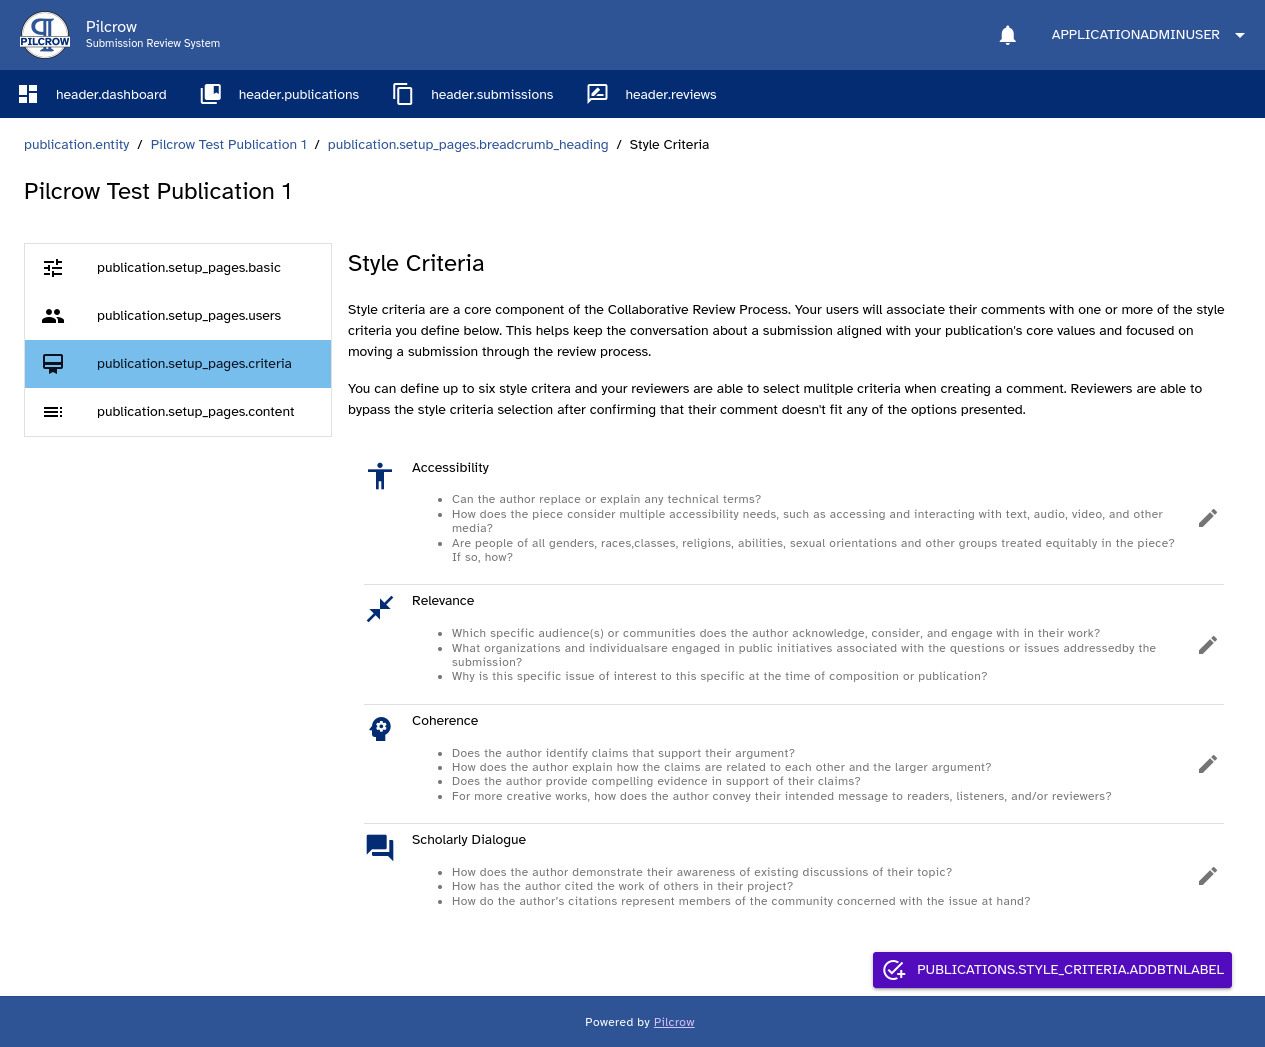 PILCROW
Pilcrow
Submission Review System
APPLICATIONADMINUSER
header.dashboard
header.publications
header.submissions
header.reviews
publication.entity / Pilcrow Test Publication 1 / publication.setup_pages.breadcrumb_heading / Style Criteria
Pilcrow Test Publication 1
publication.setup_pages.basic
publication.setup_pages.users
publication.setup_pages.criteria
publication.setup_pages.content
Style Criteria
Style criteria are a core component of the Collaborative Review Process. Your users will associate their comments with one or more of the style
criteria you define below. This helps keep the conversation about a submission aligned with your publication's core values and focused on
moving a submission through the review process.
You can define up to six style critera and your reviewers are able to select mulitple criteria when creating a comment. Reviewers are able to
bypass the style criteria selection after confirming that their comment doesn't fit any of the options presented.
Accessibility
• Can the author replace or explain any technical terms?
• How does the piece consider multiple accessibility needs, such as accessing and interacting with text, audio, video, and other
media?
• Are people of all genders, races,classes, religions, abilities, sexual orientations and other groups treated equitably in the piece?
If so, how?
Relevance
• Which specific audience(s) or communities does the author acknowledge, consider, and engage with in their work?
• What organizations and individualsare engaged in public initiatives associated with the questions or issues addressedby the
submission?
• Why is this specific issue of interest to this specific at the time of composition or publication?
Coherence
• Does the author identify claims that support their argument?
• How does the author explain how the claims are related to each other and the larger argument?
• Does the author provide compelling evidence in support of their claims?
• For more creative works, how does the author convey their intended message to readers, listeners, and/or reviewers?
Scholarly Dialogue
• How does the author demonstrate their awareness of existing discussions of their topic?
• How has the author cited the work of others in their project?
• How do the author's citations represent members of the community concerned with the issue at hand?
PUBLICATIONS.STYLE_CRITERIA.ADDBTNLABEL
Powered by Pilcrow